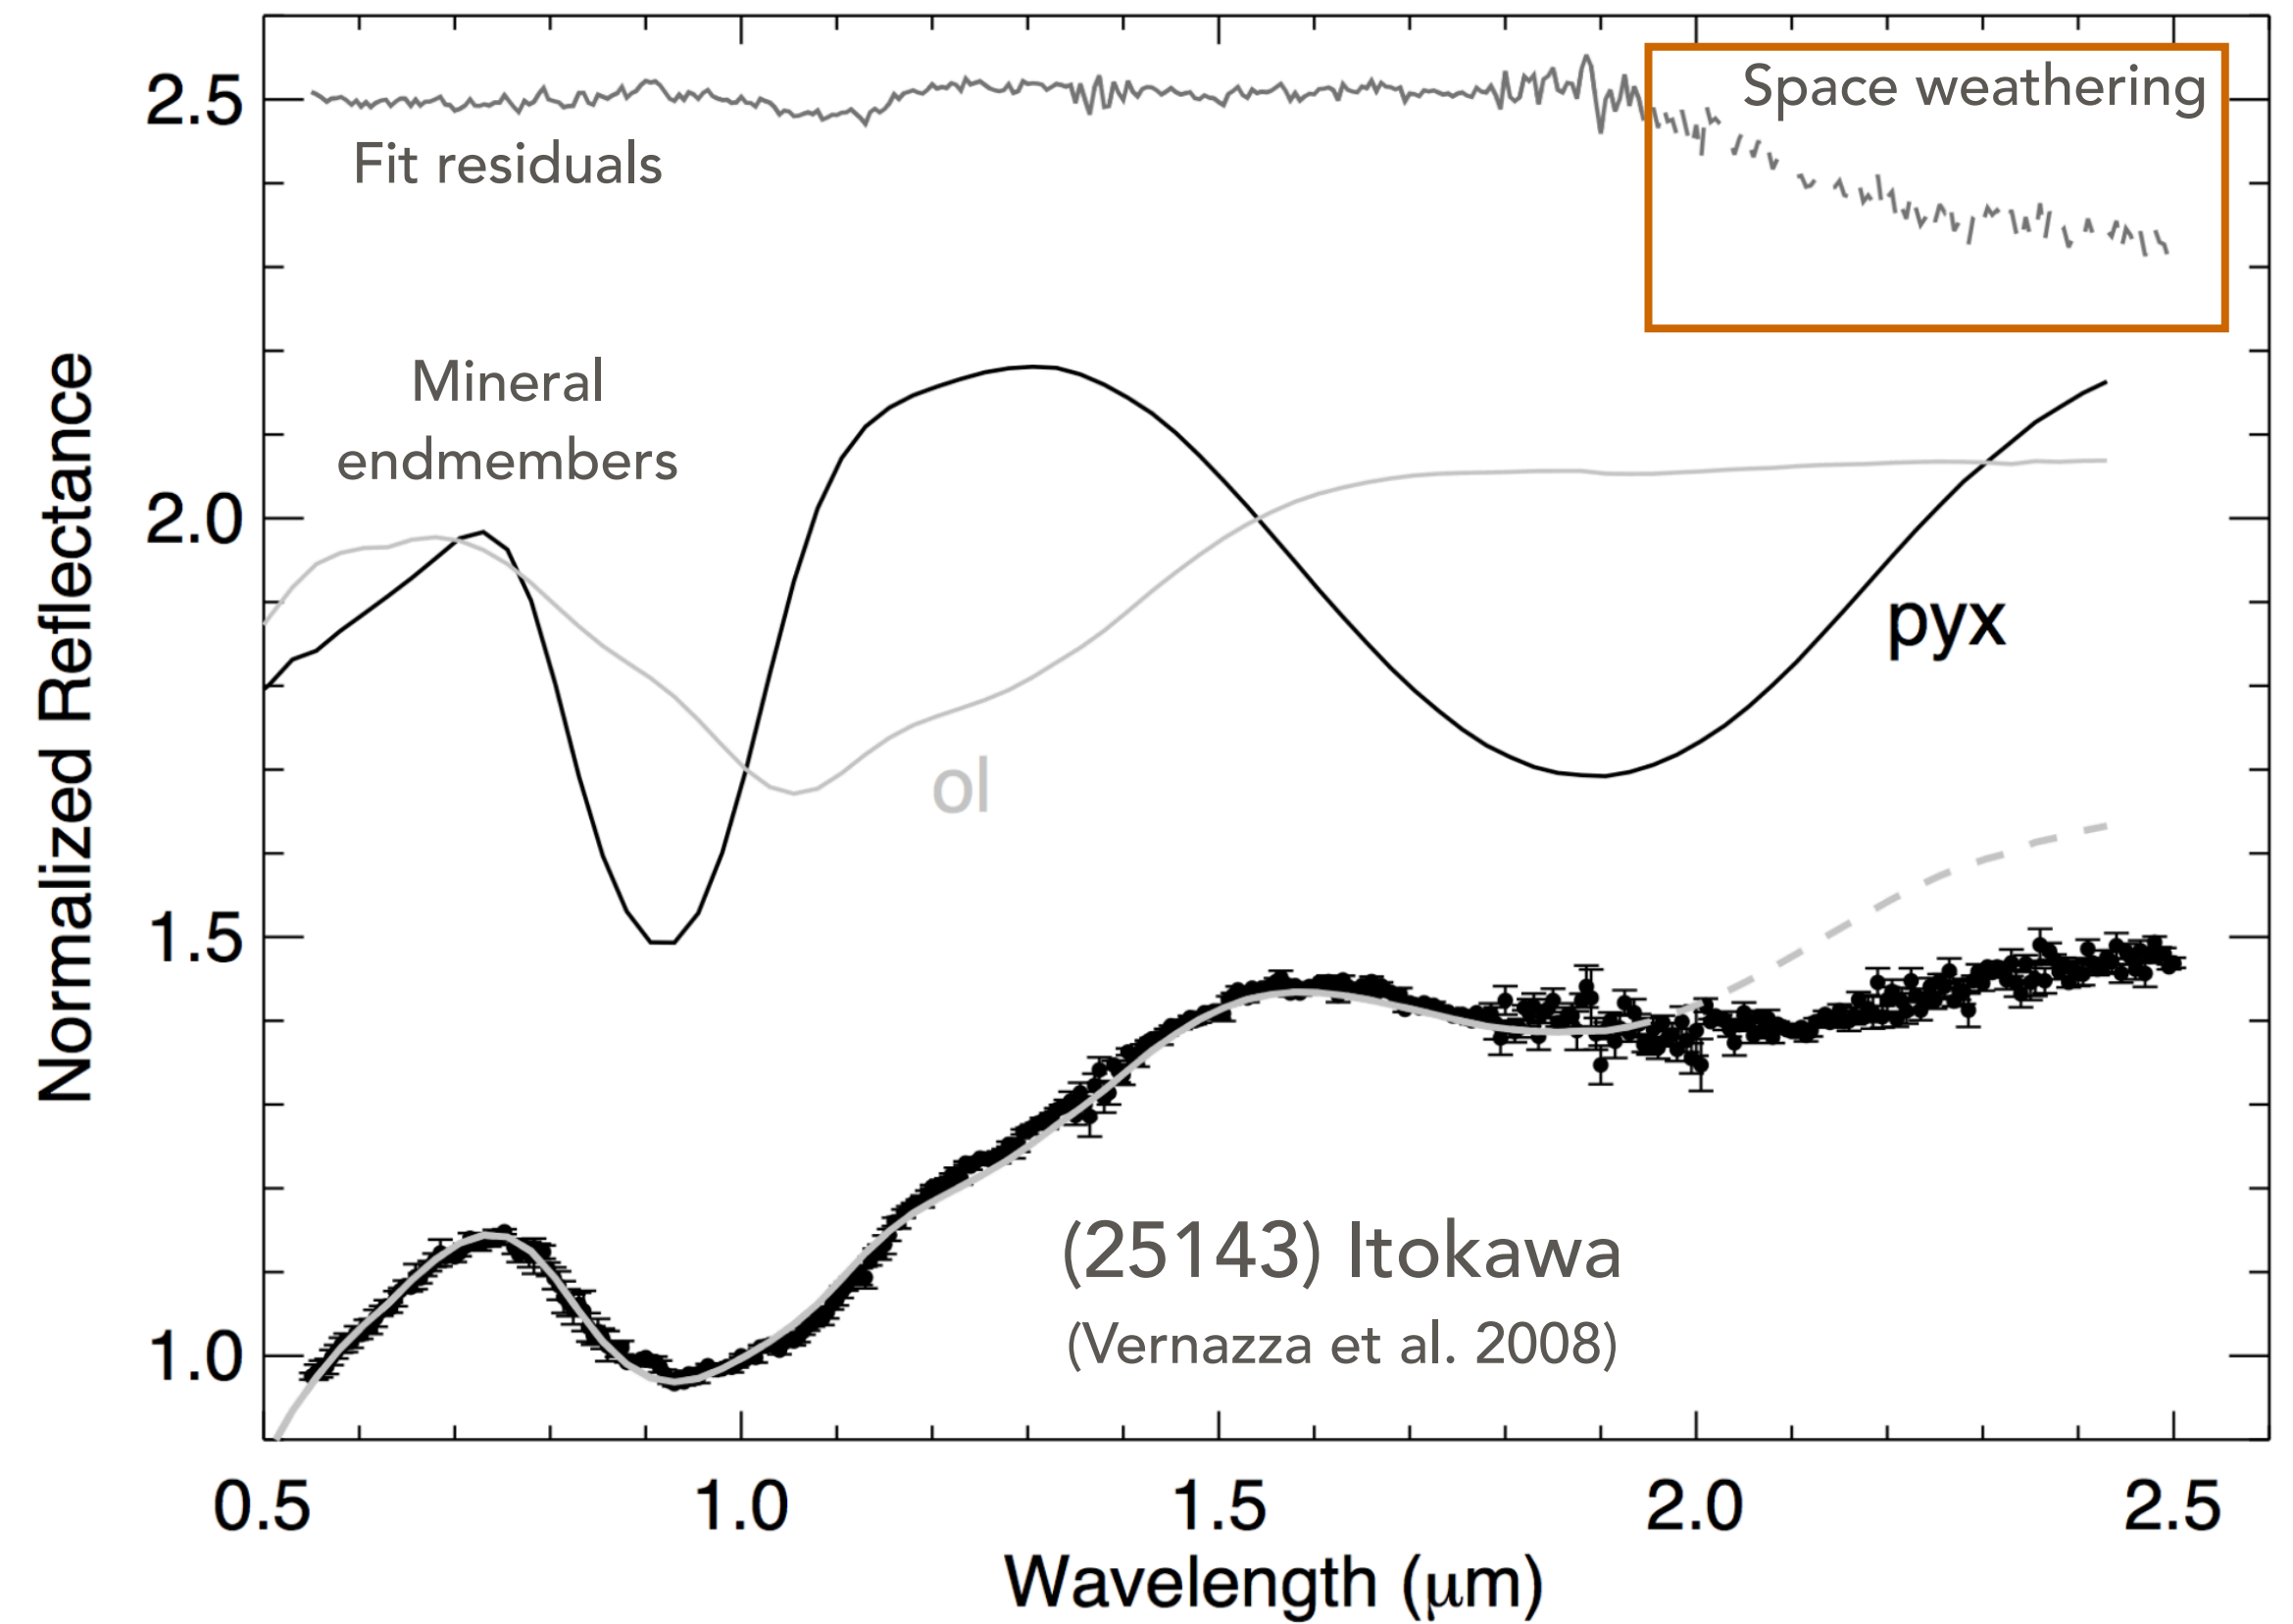 2.5
Space weathering
Fit residuals
Mineral
endmembers
2.0
pyx
ol
1.5
(25143) Itokawa
(Vernazza et al. 2008)
1.0
0.5 1.0 1.5 2.0 2.5
Wavelength (μm)
Normalized Reflectance